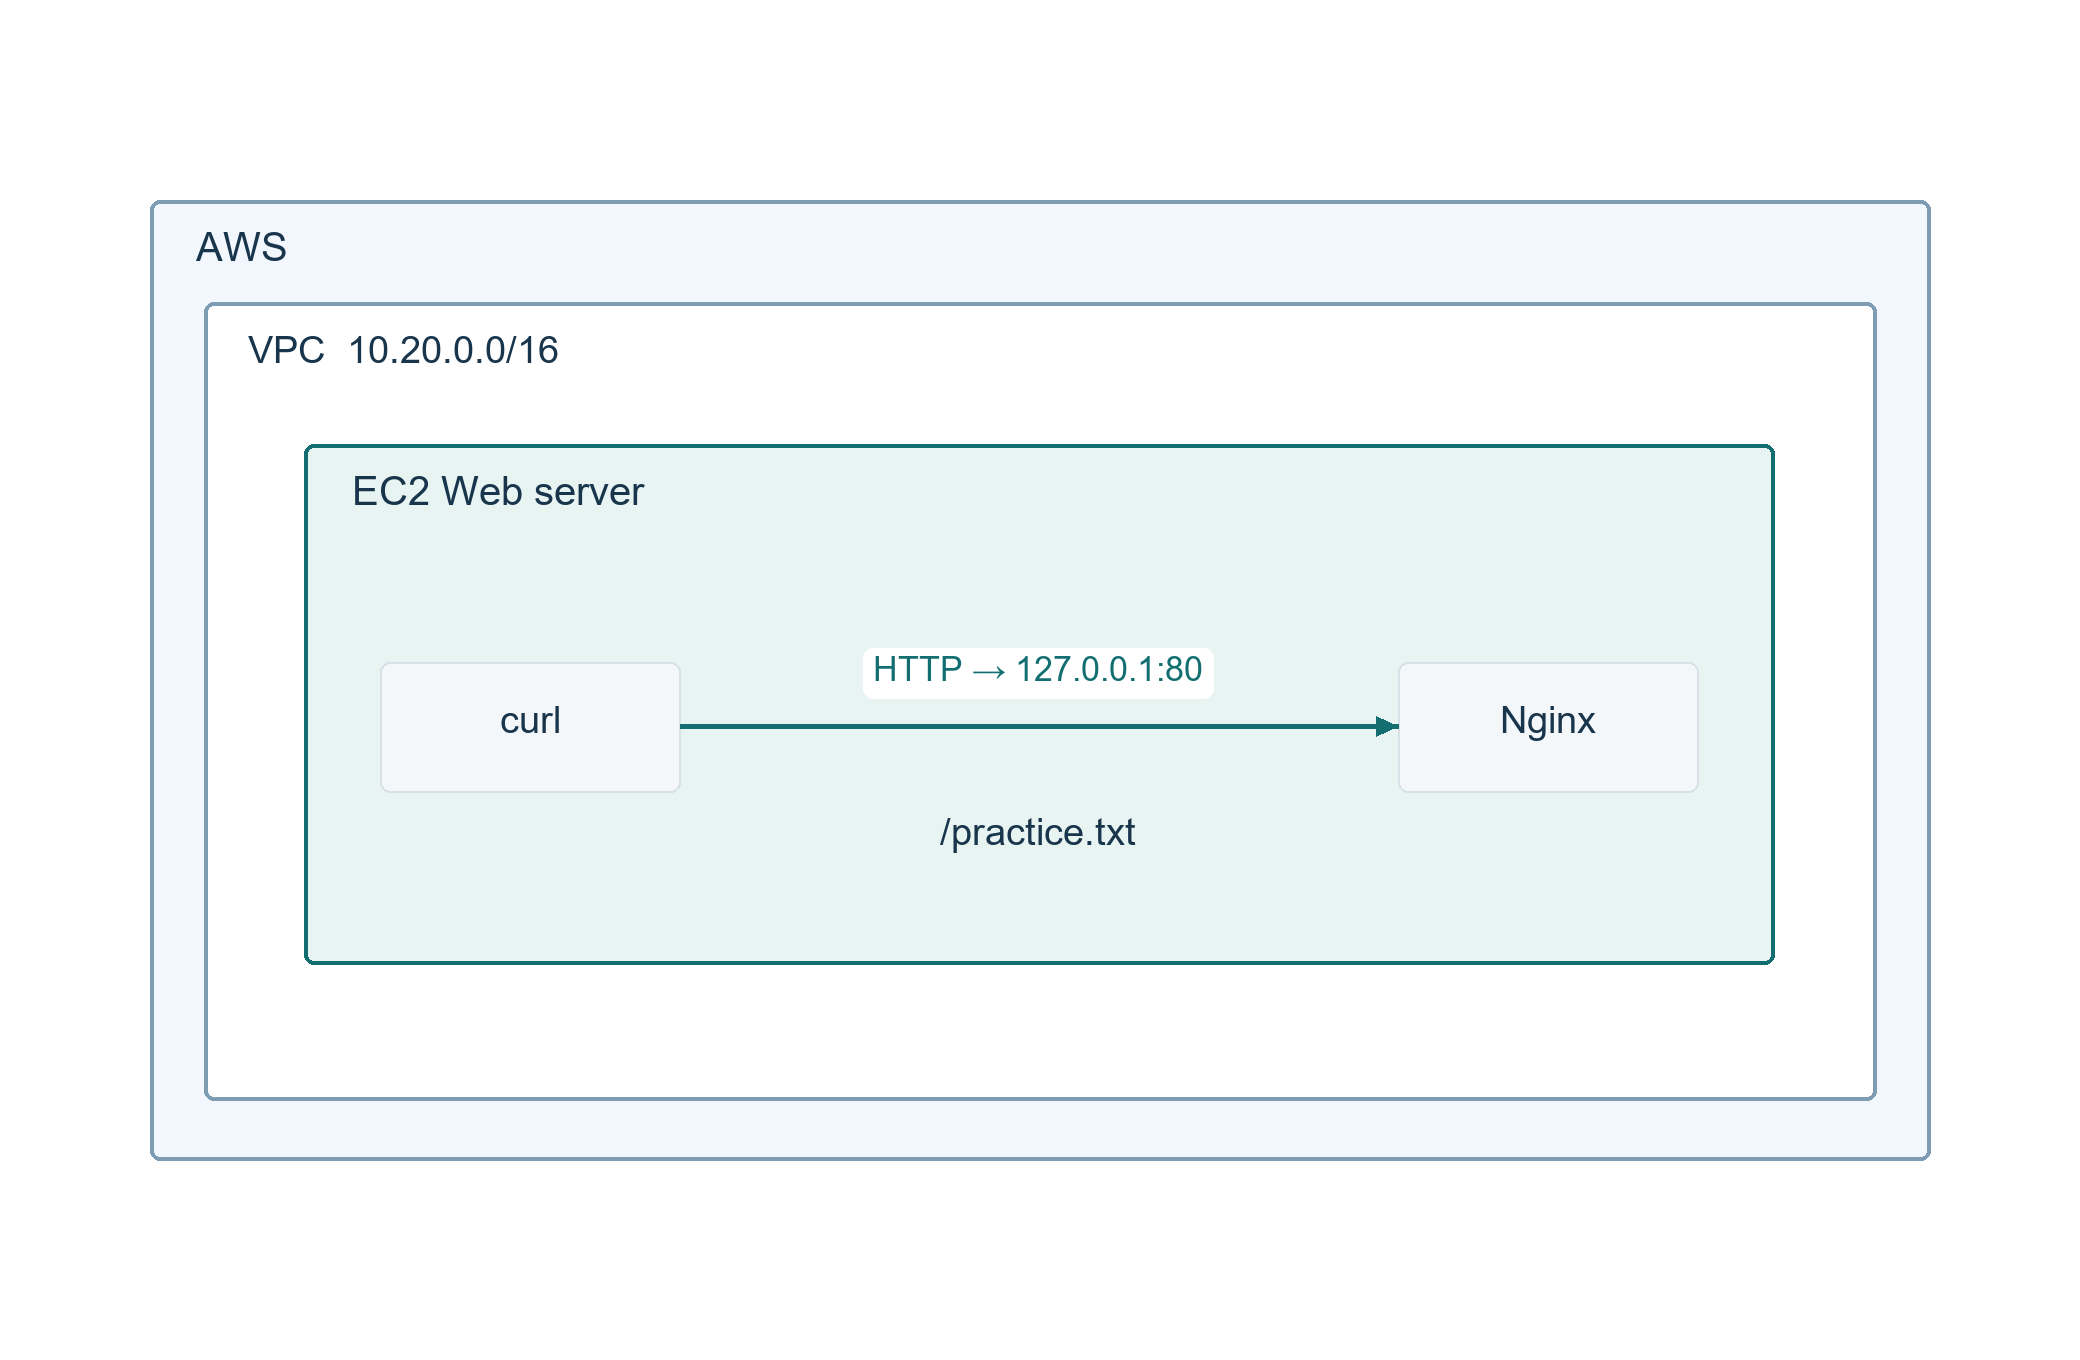 AWS
VPC  10.20.0.0/16
EC2 Web server
HTTP → 127.0.0.1:80
curl
Nginx
/practice.txt